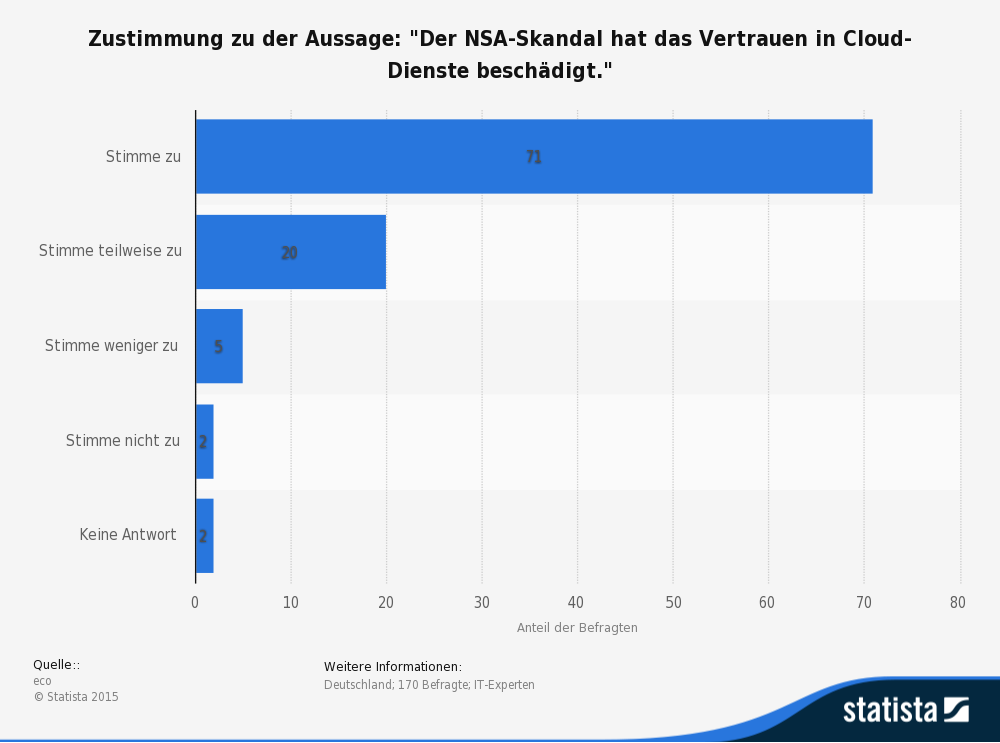 Zustimmung zu der Aussage: "Der NSA-Skandal hat das Vertrauen in Cloud-
Dienste beschädigt."
Stimme zu
71
Stimme teilweise zu
20
Stimme weniger zu
5
Stimme nicht zu
2
Keine Antwort
2
0 10 20 30 40 50 60 70 80
Anteil der Befragten
Quelle::
eco
© Statista 2015
Weitere Informationen:
Deutschland; 170 Befragte; IT-Experten
statista